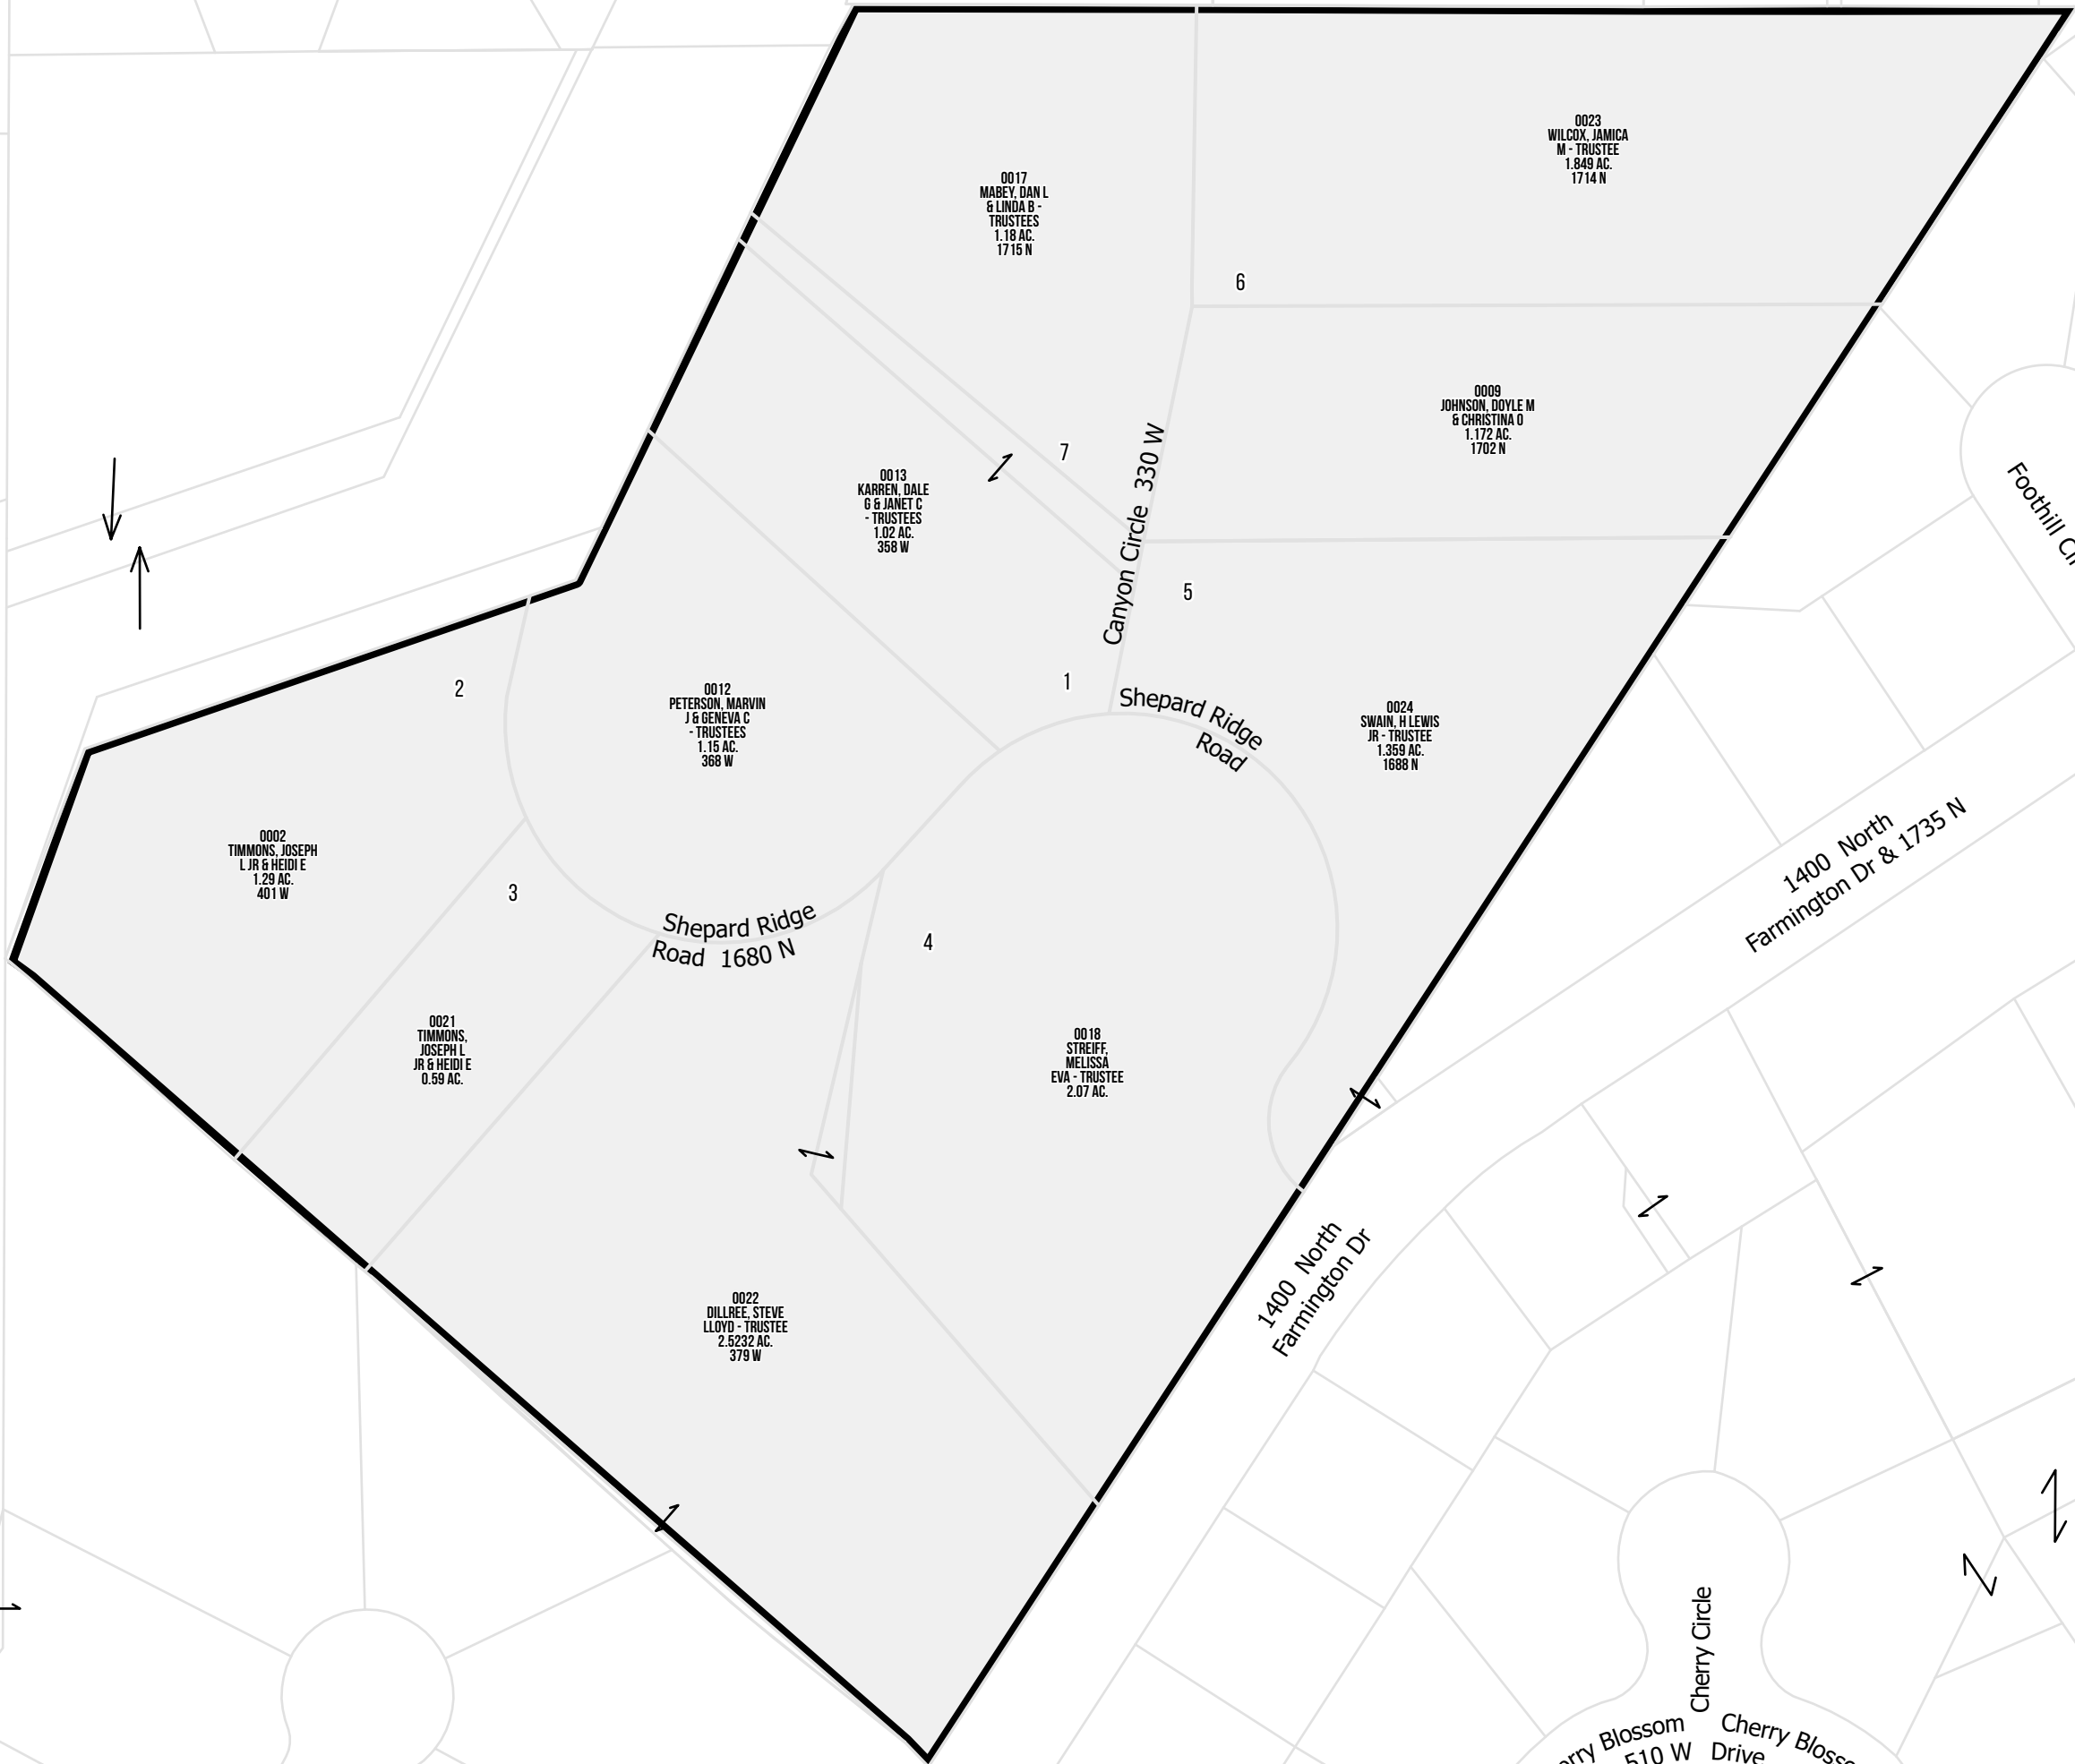 0023
WILCOX, JAMICA
M - TRUSTEE
1.849 AC.
1714 N
0017
MABEY, DAN L
& LINDA B -
TRUSTEES
1.18 AC.
1715 N
6
0009
JOHNSON, DOYLE M
& CHRISTINA O
1.172 AC.
1702 N
7
Canyon Circle 330 W
0013
KARREN, DALE
G & JANET C
- TRUSTEES
1.02 AC.
358 W
Foothill Ci
5
1
2
0012
PETERSON, MARVIN
J & GENEVA C
- TRUSTEES
1.15 AC.
368 W
Shepard Ridge
Road
0024
SWAIN, H LEWIS
JR - TRUSTEE
1.359 AC.
1688 N
0002
TIMMONS, JOSEPH
L JR & HEIDI E
1.29 AC.
401 W
3
Shepard Ridge
Road 1680 N
4
1400 North
Farmington Dr & 1735 N
0021
TIMMONS,
JOSEPH L
JR & HEIDI E
0.59 AC.
0018
STREIFF,
MELISSA
EVA - TRUSTEE
2.07 AC.
0022
DILLREE, STEVE
LLOYD - TRUSTEE
2.5232 AC.
379 W
1400 North
Farmington Dr
Cherry Circle
erry Blossom
510 W
Cherry Blosso
Drive